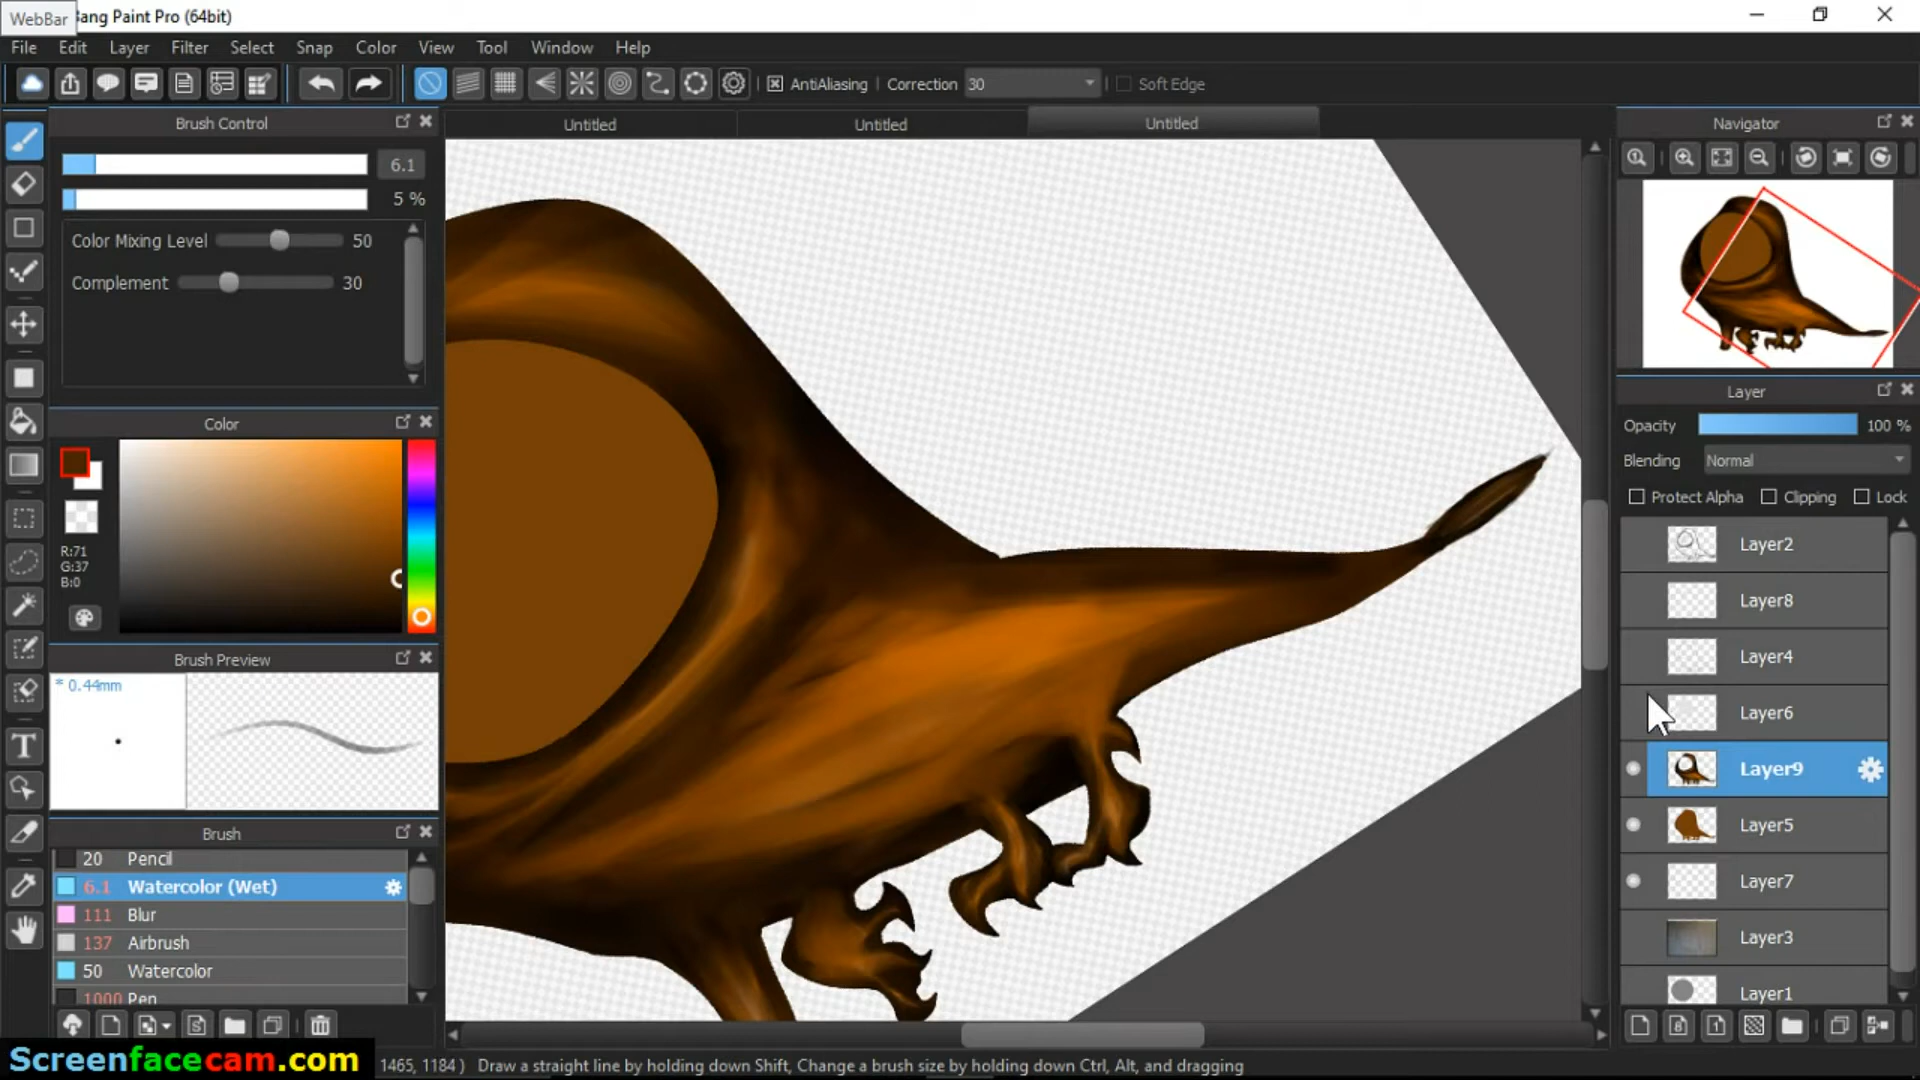 WebBar
Bang Paint Pro (64bit)
File Edit Layer Filter Select Snap Color View Tool Window Help
AntiAliasing Correction 30 Soft Edge
Brush Control
6.1
5 %
Color Mixing Level 50
Complement 30
Color
R:71
G:37
B:0
Brush Preview
* 0.44mm
Brush
20 Pencil
6.1 Watercolor (Wet)
111 Blur
137 Airbrush
50 Watercolor
1000 Pen
Untitled Untitled Untitled
Navigator
Layer
Opacity 100 %
Blending Normal
Protect Alpha Clipping Lock
Layer2
Layer8
Layer4
Layer6
Layer9
Layer5
Layer7
Layer3
Layer1
Screenfacecam.com
1465, 1184 ) Draw a straight line by holding down Shift, Change a brush size by holding down Ctrl, Alt, and dragging